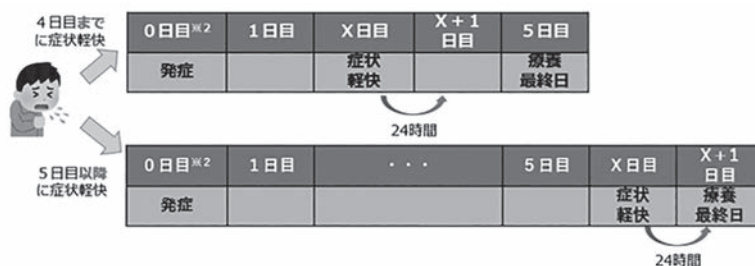 4日目まで
に症状軽快
0日目※2 1日目 X日目 X+1
日目 5日目
発症 症状
軽快 療養
最終日
24時間
5日目以降
に症状軽快
0日目※2 1日目 ・・・ 5日目 X日目 X+1
日目
発症 症状
軽快 療養
最終日
24時間